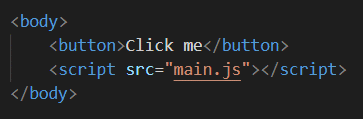 <body>
    <button>Click me</button>
    <script src="main.js"></script>
</body>